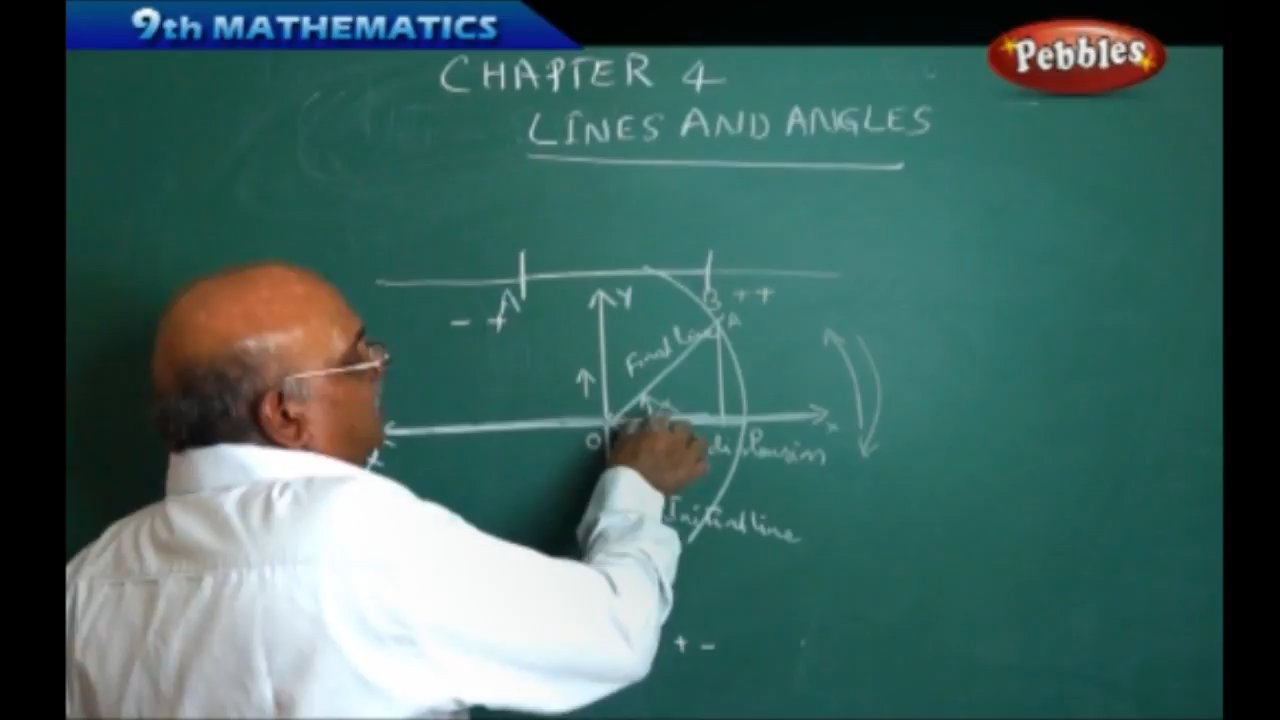 9th MATHEMATICS
Pebbles
CHAPTER 4
LINES AND ANGLES
A
B + +
- +
Y
A
Final line
x
O
x
Initial line
+ -